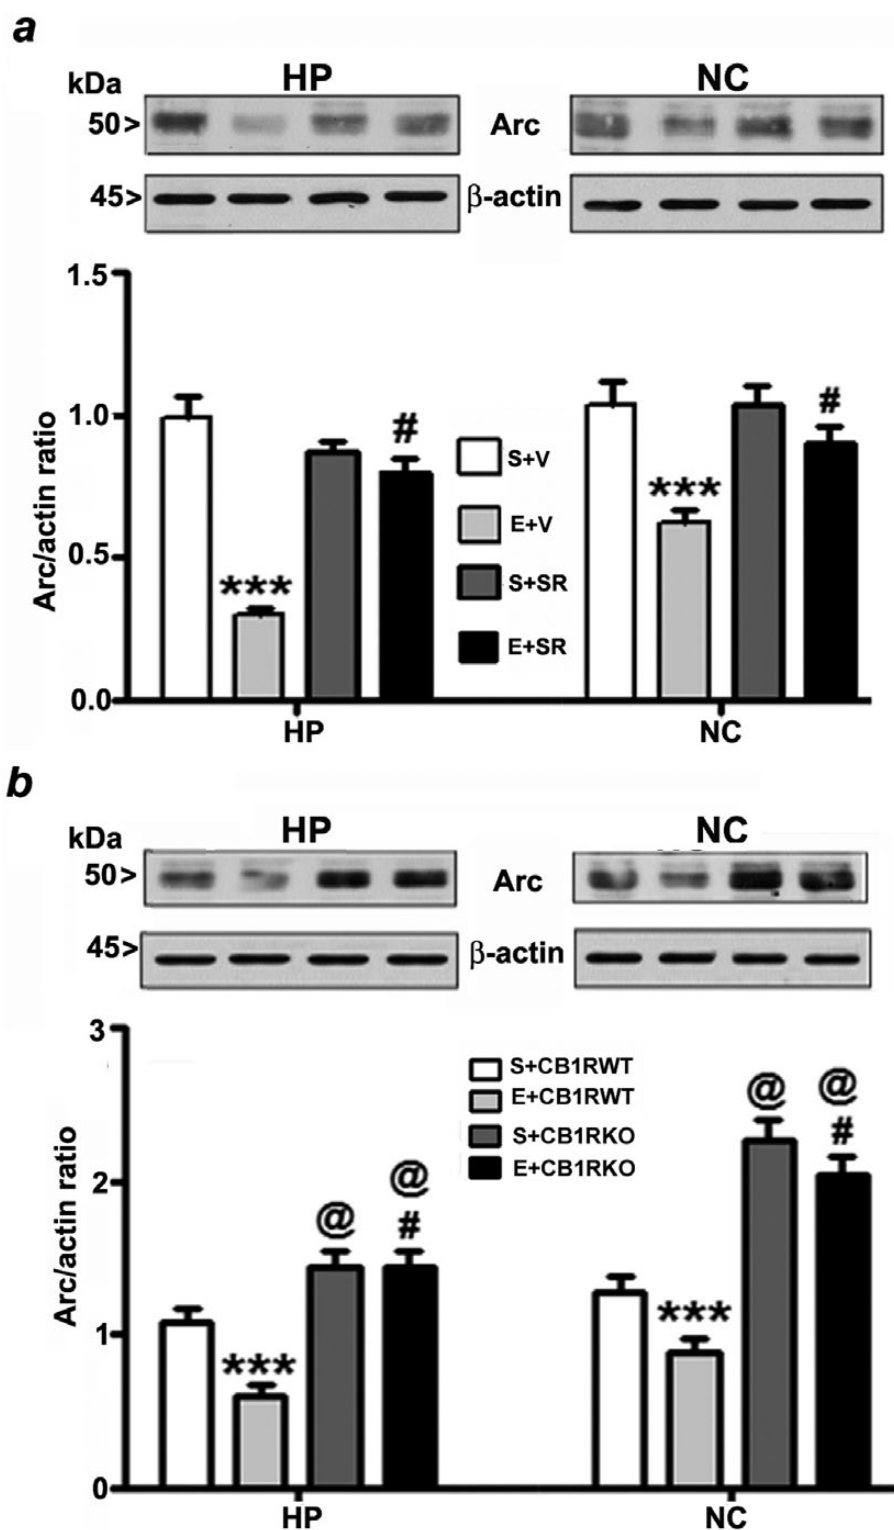 a
HP NC
kDa
50> Arc
45> β-actin
1.5
1.0
0.5
0.0
Arc/actin ratio
***
#
***
#
S+V
E+V
S+SR
E+SR
HP NC
b
HP NC
kDa
50> Arc
45> β-actin
3
2
1
0
Arc/actin ratio
***
@
@
#
***
@
@
#
S+CB1RWT
E+CB1RWT
S+CB1RKO
E+CB1RKO
HP NC